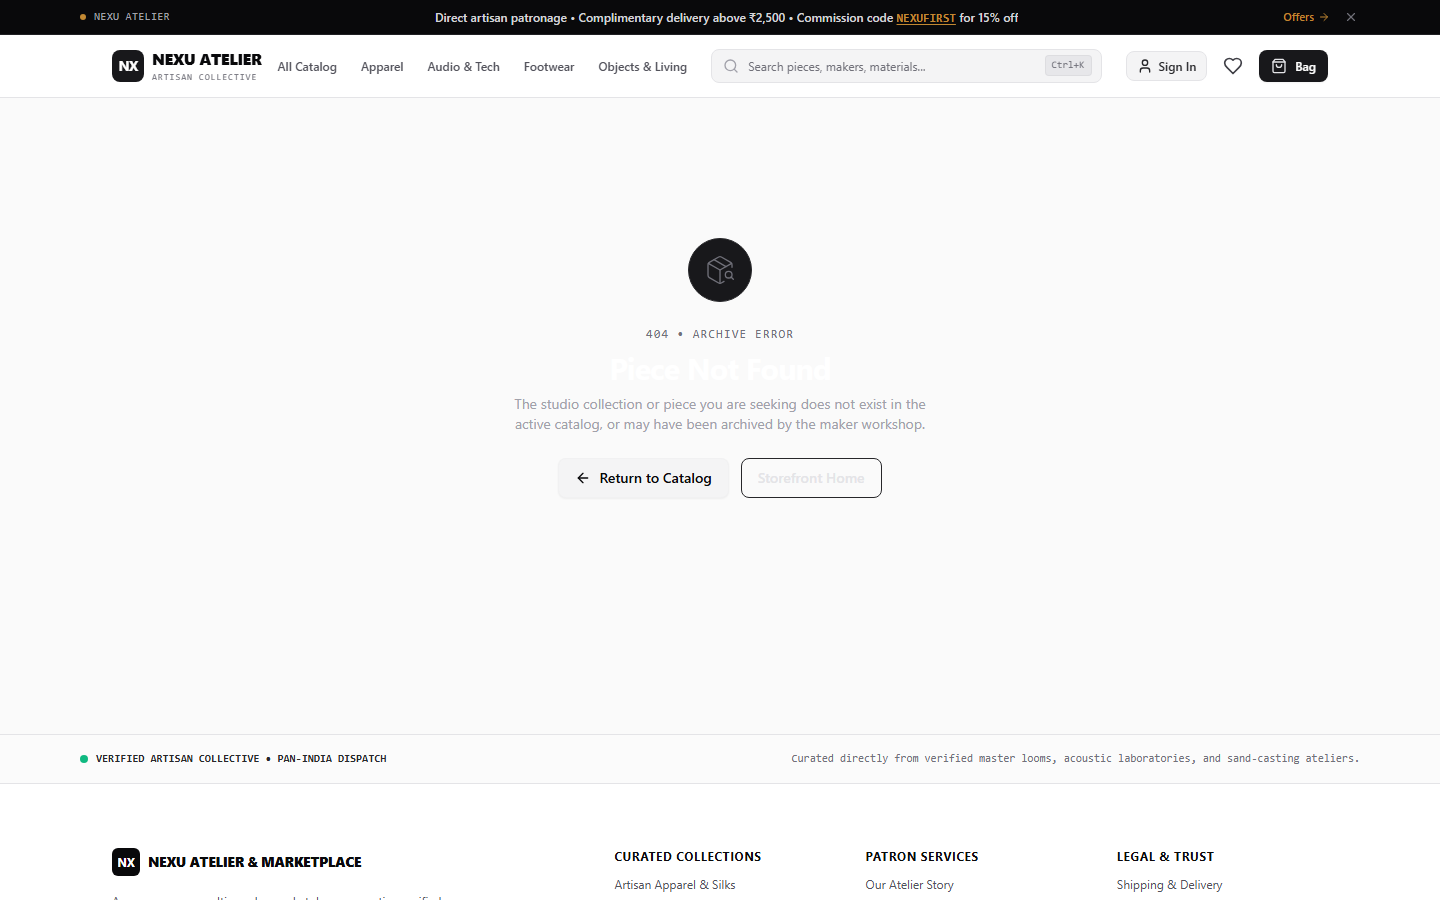 NEXU ATELIER
Direct artisan patronage • Complimentary delivery above ₹2,500 • Commission code NEXUFIRST for 15% off
Offers →
NX
NEXU ATELIER
ARTISAN COLLECTIVE
All Catalog
Apparel
Audio & Tech
Footwear
Objects & Living
Search pieces, makers, materials...
Ctrl+K
Sign In
Bag
404 • ARCHIVE ERROR
Piece Not Found
The studio collection or piece you are seeking does not exist in the
active catalog, or may have been archived by the maker workshop.
← Return to Catalog
Storefront Home
VERIFIED ARTISAN COLLECTIVE • PAN-INDIA DISPATCH
Curated directly from verified master looms, acoustic laboratories, and sand-casting ateliers.
NX
NEXU ATELIER & MARKETPLACE
CURATED COLLECTIONS
Artisan Apparel & Silks
PATRON SERVICES
Our Atelier Story
LEGAL & TRUST
Shipping & Delivery